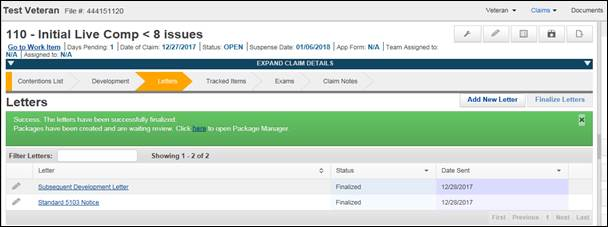 Test Veteran File #: 444151120 Veteran Claims Documents
110 - Initial Live Comp < 8 issues
Go to Work Item Days Pending: 1 | Date of Claim: 12/27/2017 | Status: OPEN | Suspense Date: 01/06/2018 | App Form: N/A | Team Assigned to:
N/A | Assigned to: N/A
EXPAND CLAIM DETAILS
Contentions List Development Letters Tracked Items Exams Claim Notes
Letters Add New Letter Finalize Letters
Success. The letters have been successfully finalized.
Packages have been created and are waiting review. Click here to open Package Manager.
Filter Letters: Showing 1 - 2 of 2
Letter Status Date Sent
Subsequent Development Letter Finalized 12/28/2017
Standard 5103 Notice Finalized 12/28/2017
First Previous 1 Next Last